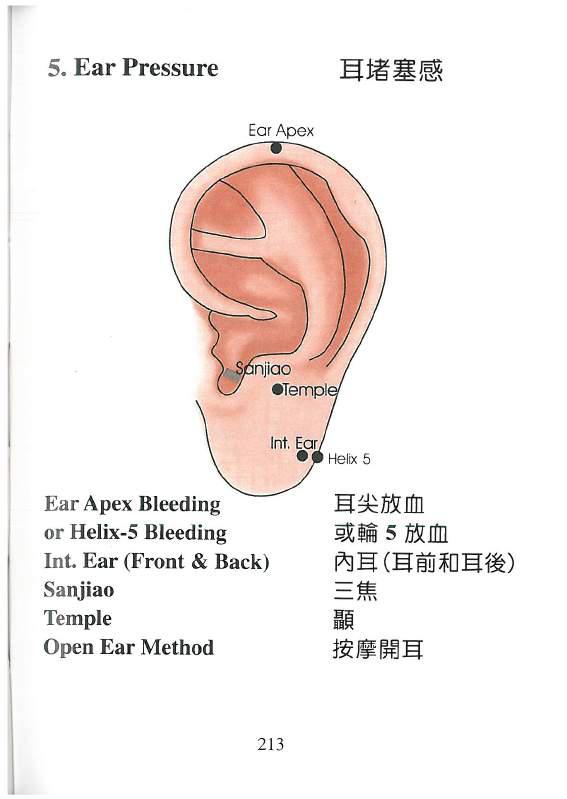 5. Ear Pressure 耳堵塞感
Ear Apex
Sanjiao
Temple
Int. Ear
Helix 5
Ear Apex Bleeding 耳尖放血
or Helix-5 Bleeding 或輪 5 放血
Int. Ear (Front & Back) 內耳(耳前和耳後)
Sanjiao 三焦
Temple 顳
Open Ear Method 按摩開耳
213